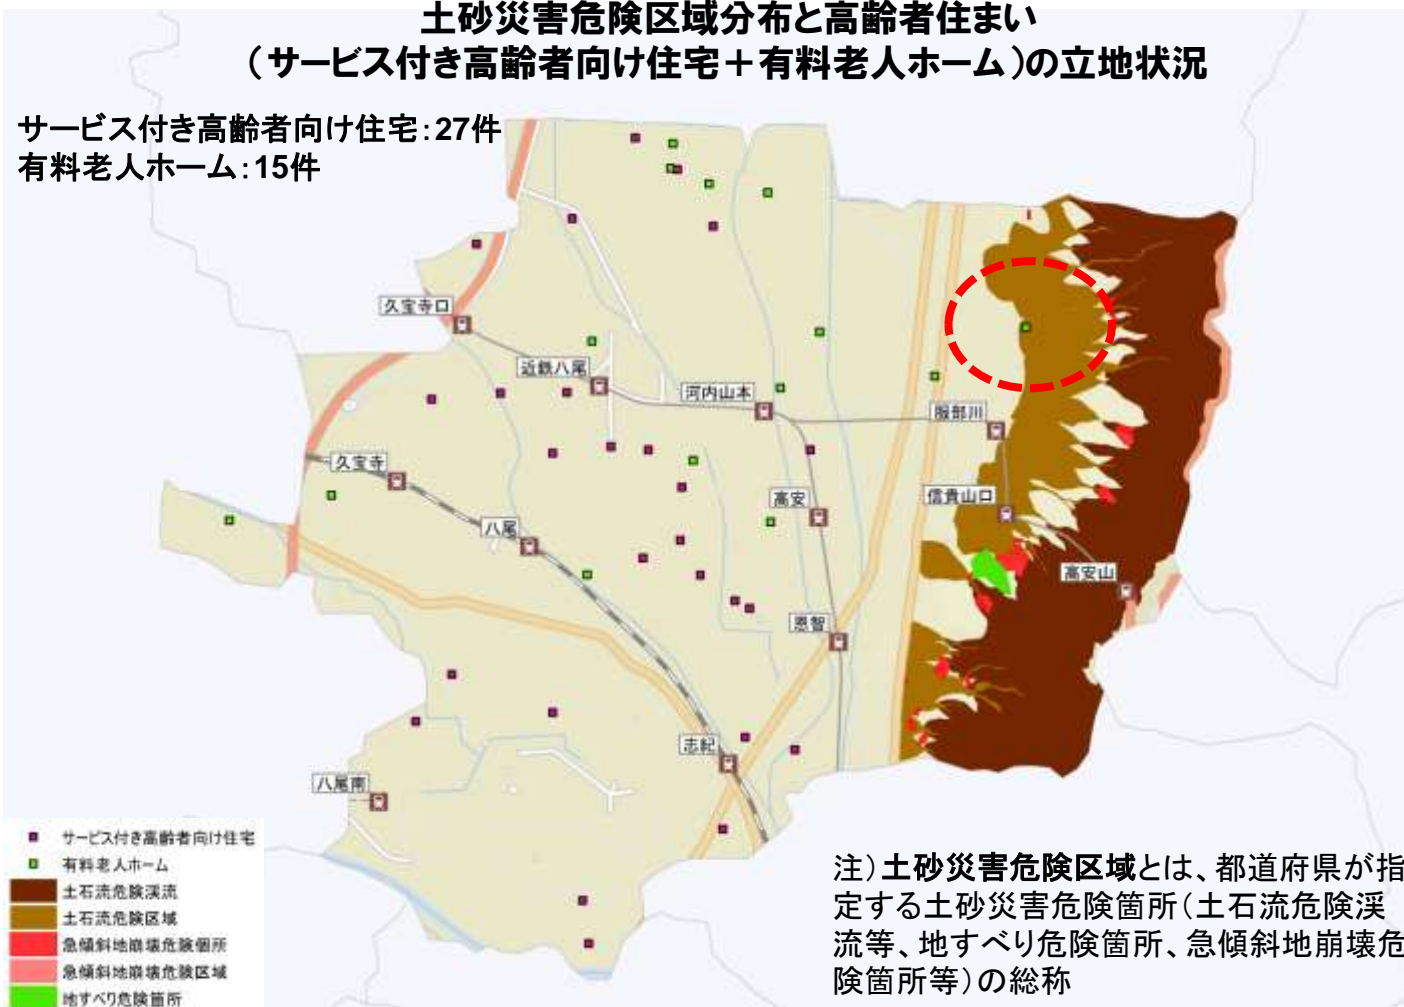 土砂災害危険区域分布と高齢者住まい
（サービス付き高齢者向け住宅＋有料老人ホーム）の立地状況
サービス付き高齢者向け住宅：27件
有料老人ホーム：15件
久宝寺口
近鉄八尾
河内山本
服部川
久宝寺
高安
信貴山口
八尾
高安山
恩智
志紀
八尾南
サービス付き高齢者向け住宅
有料老人ホーム
土石流危険渓流
土石流危険区域
急傾斜地崩壊危険個所
急傾斜地崩壊危険区域
地すべり危険箇所
注）土砂災害危険区域とは、都道府県が指
定する土砂災害危険箇所（土石流危険渓
流等、地すべり危険箇所、急傾斜地崩壊危
険箇所等）の総称